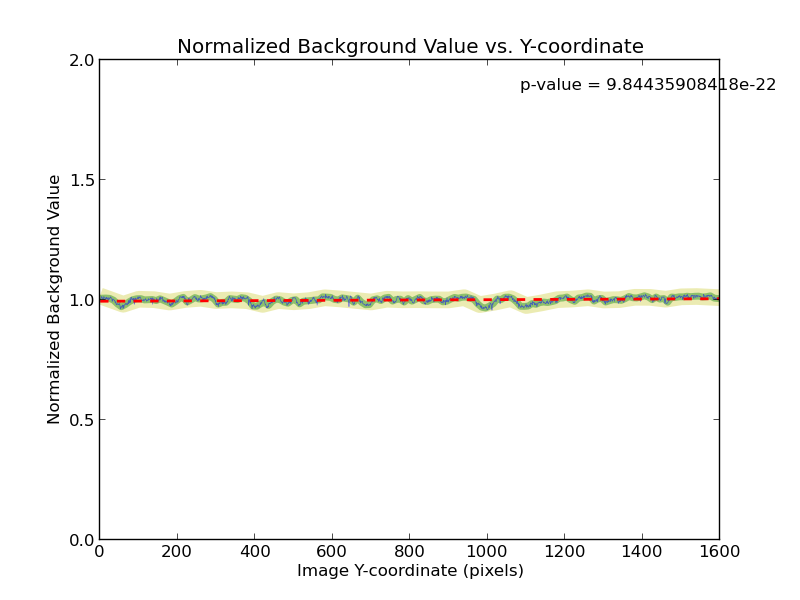 Normalized Background Value vs. Y-coordinate
p-value = 9.84435908418e-22
2.0
1.5
1.0
0.5
0.0
Normalized Background Value
0 200 400 600 800 1000 1200 1400 1600
Image Y-coordinate (pixels)